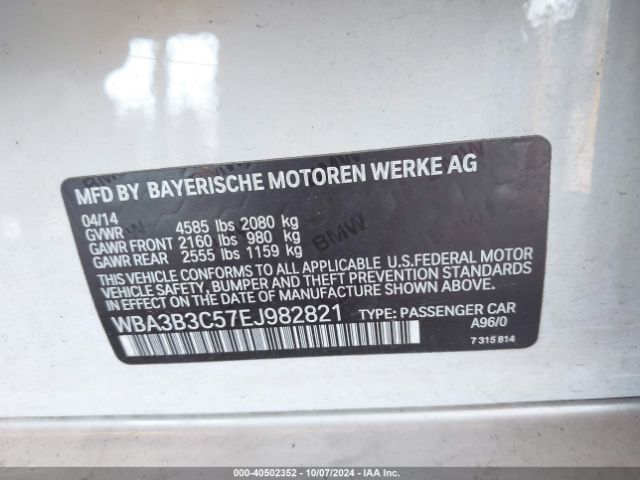 MFD BY BAYERISCHE MOTOREN WERKE AG
04/14
GVWR 4585 lbs 2080 kg
GAWR FRONT 2160 lbs 980 kg
GAWR REAR 2555 lbs 1159 kg
THIS VEHICLE CONFORMS TO ALL APPLICABLE U.S.FEDERAL MOTOR
VEHICLE SAFETY, BUMPER AND THEFT PREVENTION STANDARDS
IN EFFECT ON THE DATE OF MANUFACTURE SHOWN ABOVE.
WBA3B3C57EJ982821 TYPE: PASSENGER CAR
A96/0
7 315 814
BMW
000-40502352 - 10/07/2024 - IAA Inc.